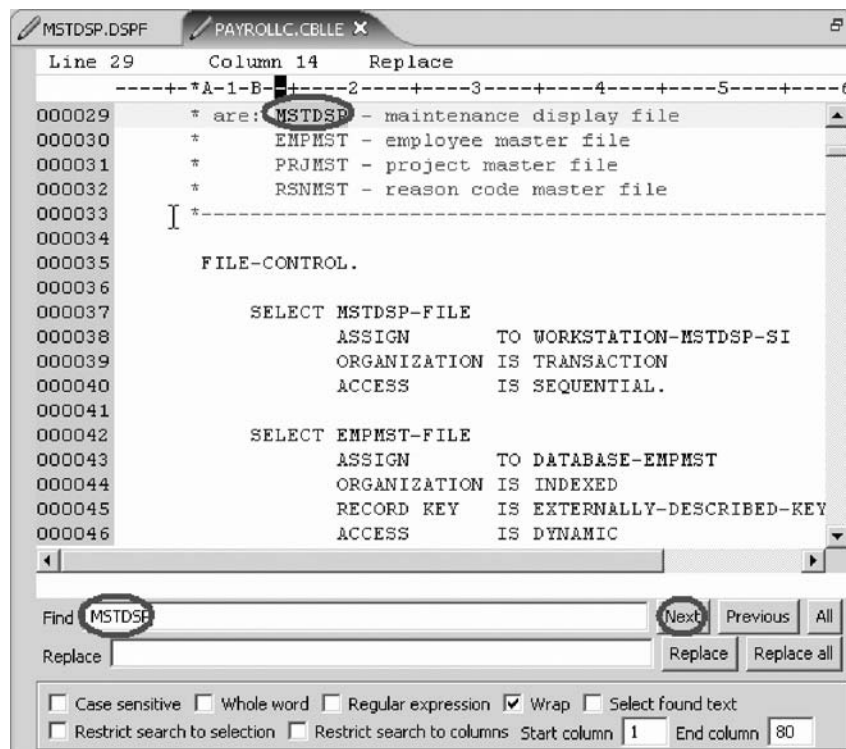 MSTDSP.DSPF PAYROLLC.CBLLE
Line 29 Column 14 Replace
----+-*A-1-B--+----2----+----3----+----4----+----5----+----6
000029 * are: MSTDSP - maintenance display file
000030 * EMPMST - employee master file
000031 * PRJMST - project master file
000032 * RSNMST - reason code master file
000033 *-----------------------------------------------------
000034
000035 FILE-CONTROL.
000036
000037 SELECT MSTDSP-FILE
000038 ASSIGN TO WORKSTATION-MSTDSP-SI
000039 ORGANIZATION IS TRANSACTION
000040 ACCESS IS SEQUENTIAL.
000041
000042 SELECT EMPMST-FILE
000043 ASSIGN TO DATABASE-EMPMST
000044 ORGANIZATION IS INDEXED
000045 RECORD KEY IS EXTERNALLY-DESCRIBED-KEY
000046 ACCESS IS DYNAMIC
Find MSTDSP Next Previous All
Replace Replace Replace all
Case sensitive Whole word Regular expression Wrap Select found text
Restrict search to selection Restrict search to columns Start column 1 End column 80